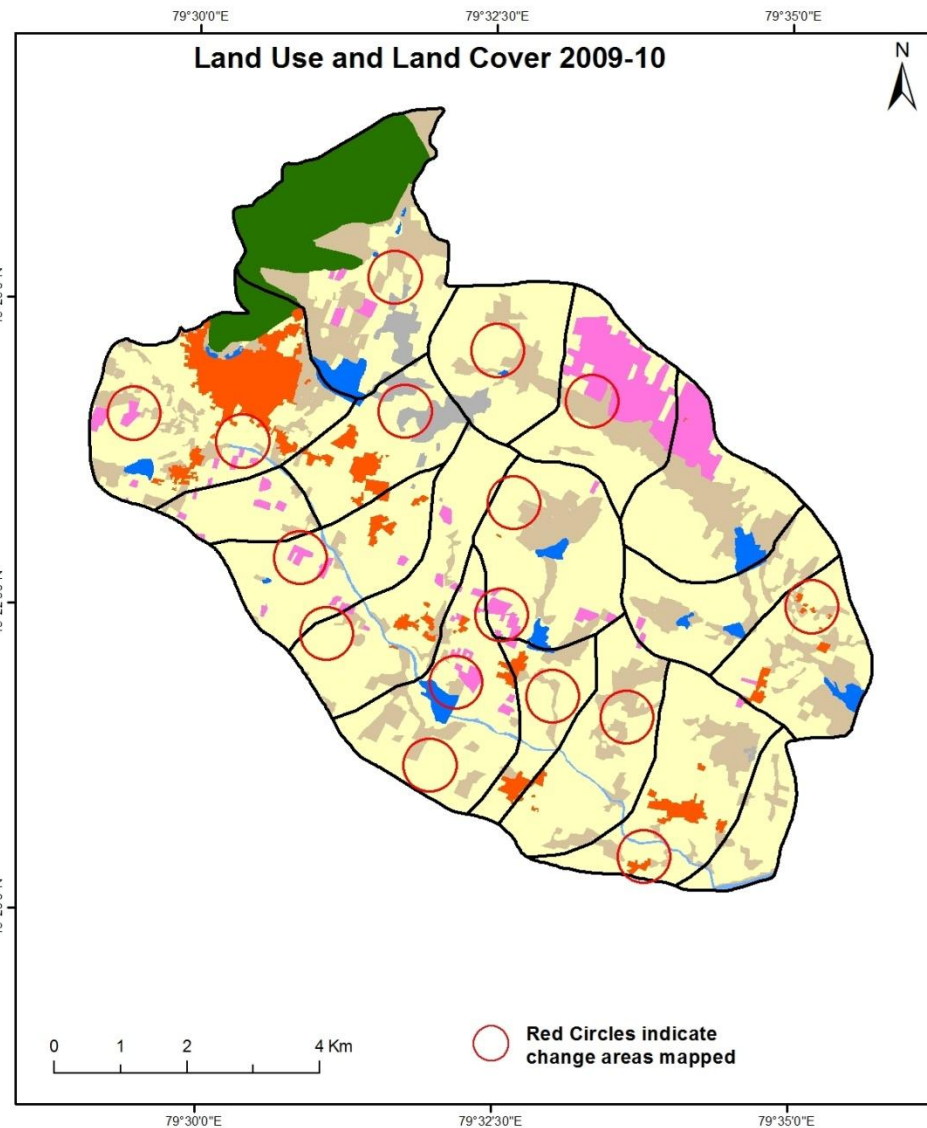 79°30'0"E 79°32'30"E 79°35'0"E
Land Use and Land Cover 2009-10
N
0 1 2 4 Km
Red Circles indicate
change areas mapped
79°30'0"E 79°32'30"E 79°35'0"E